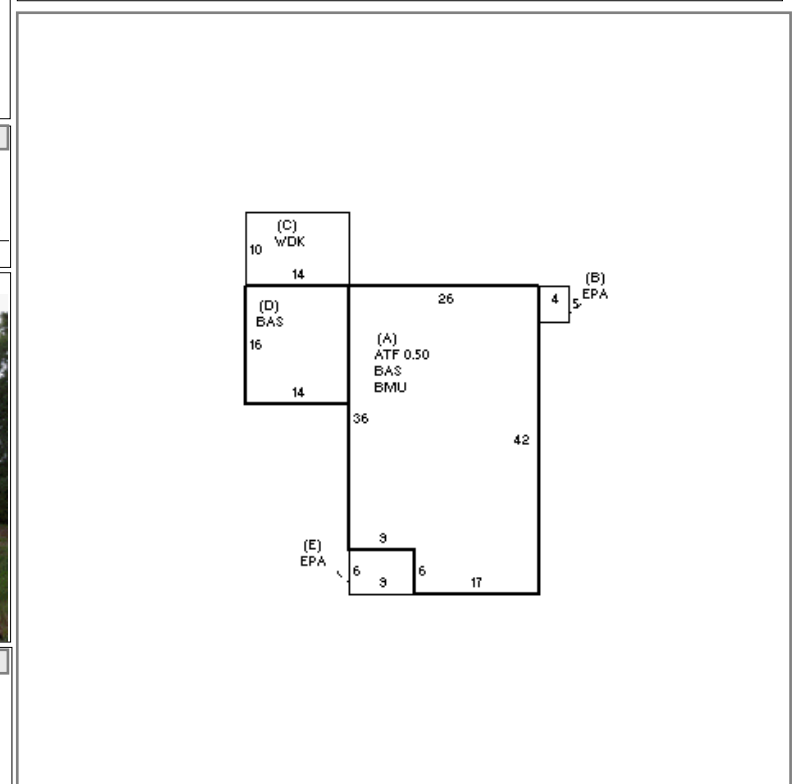 (C)
WDK
10
14
(D)
BAS
16
14
26
4
5
(B)
EPA
(A)
ATF 0.50
BAS
BMU
36
42
9
(E)
EPA
6
9
6
17